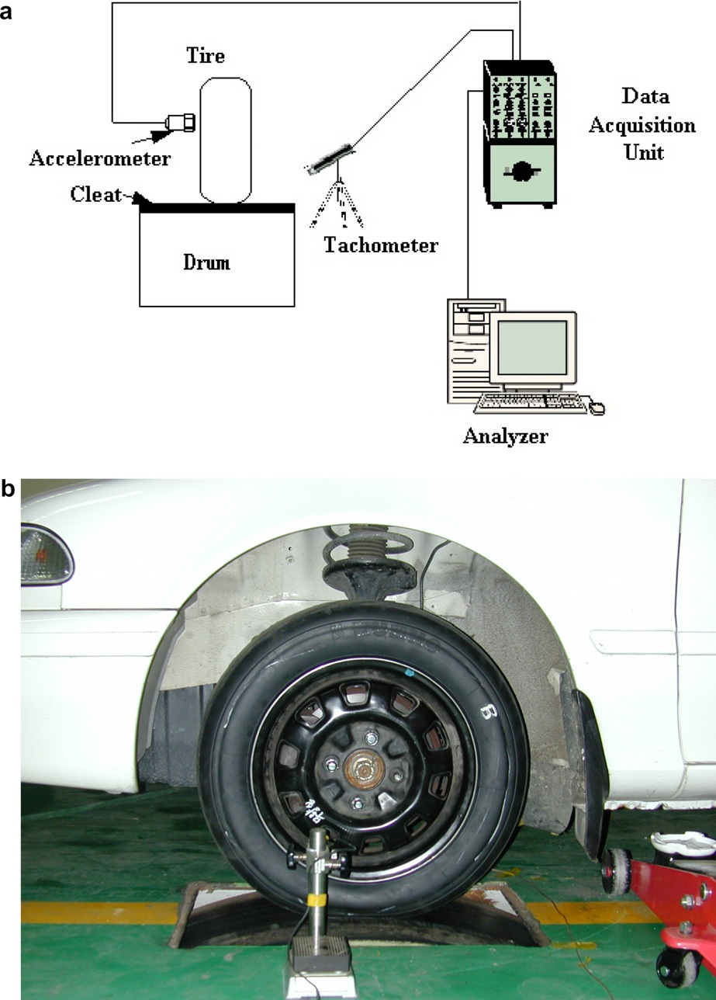 a
Tire
Data
Acquisition
Unit
Accelerometer
Cleat
Tachometer
Drum
Analyzer
b
B